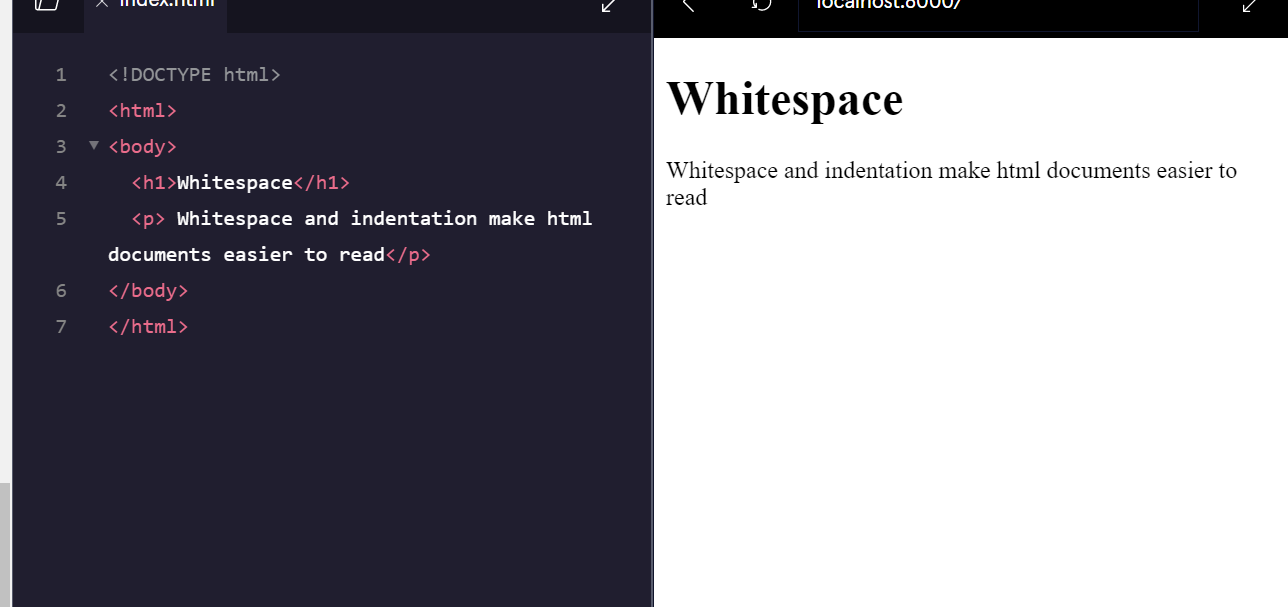 index.html
localhost:8000/
1 <!DOCTYPE html>
2 <html>
3 <body>
4 <h1>Whitespace</h1>
5 <p> Whitespace and indentation make html
documents easier to read</p>
6 </body>
7 </html>
Whitespace
Whitespace and indentation make html documents easier to
read